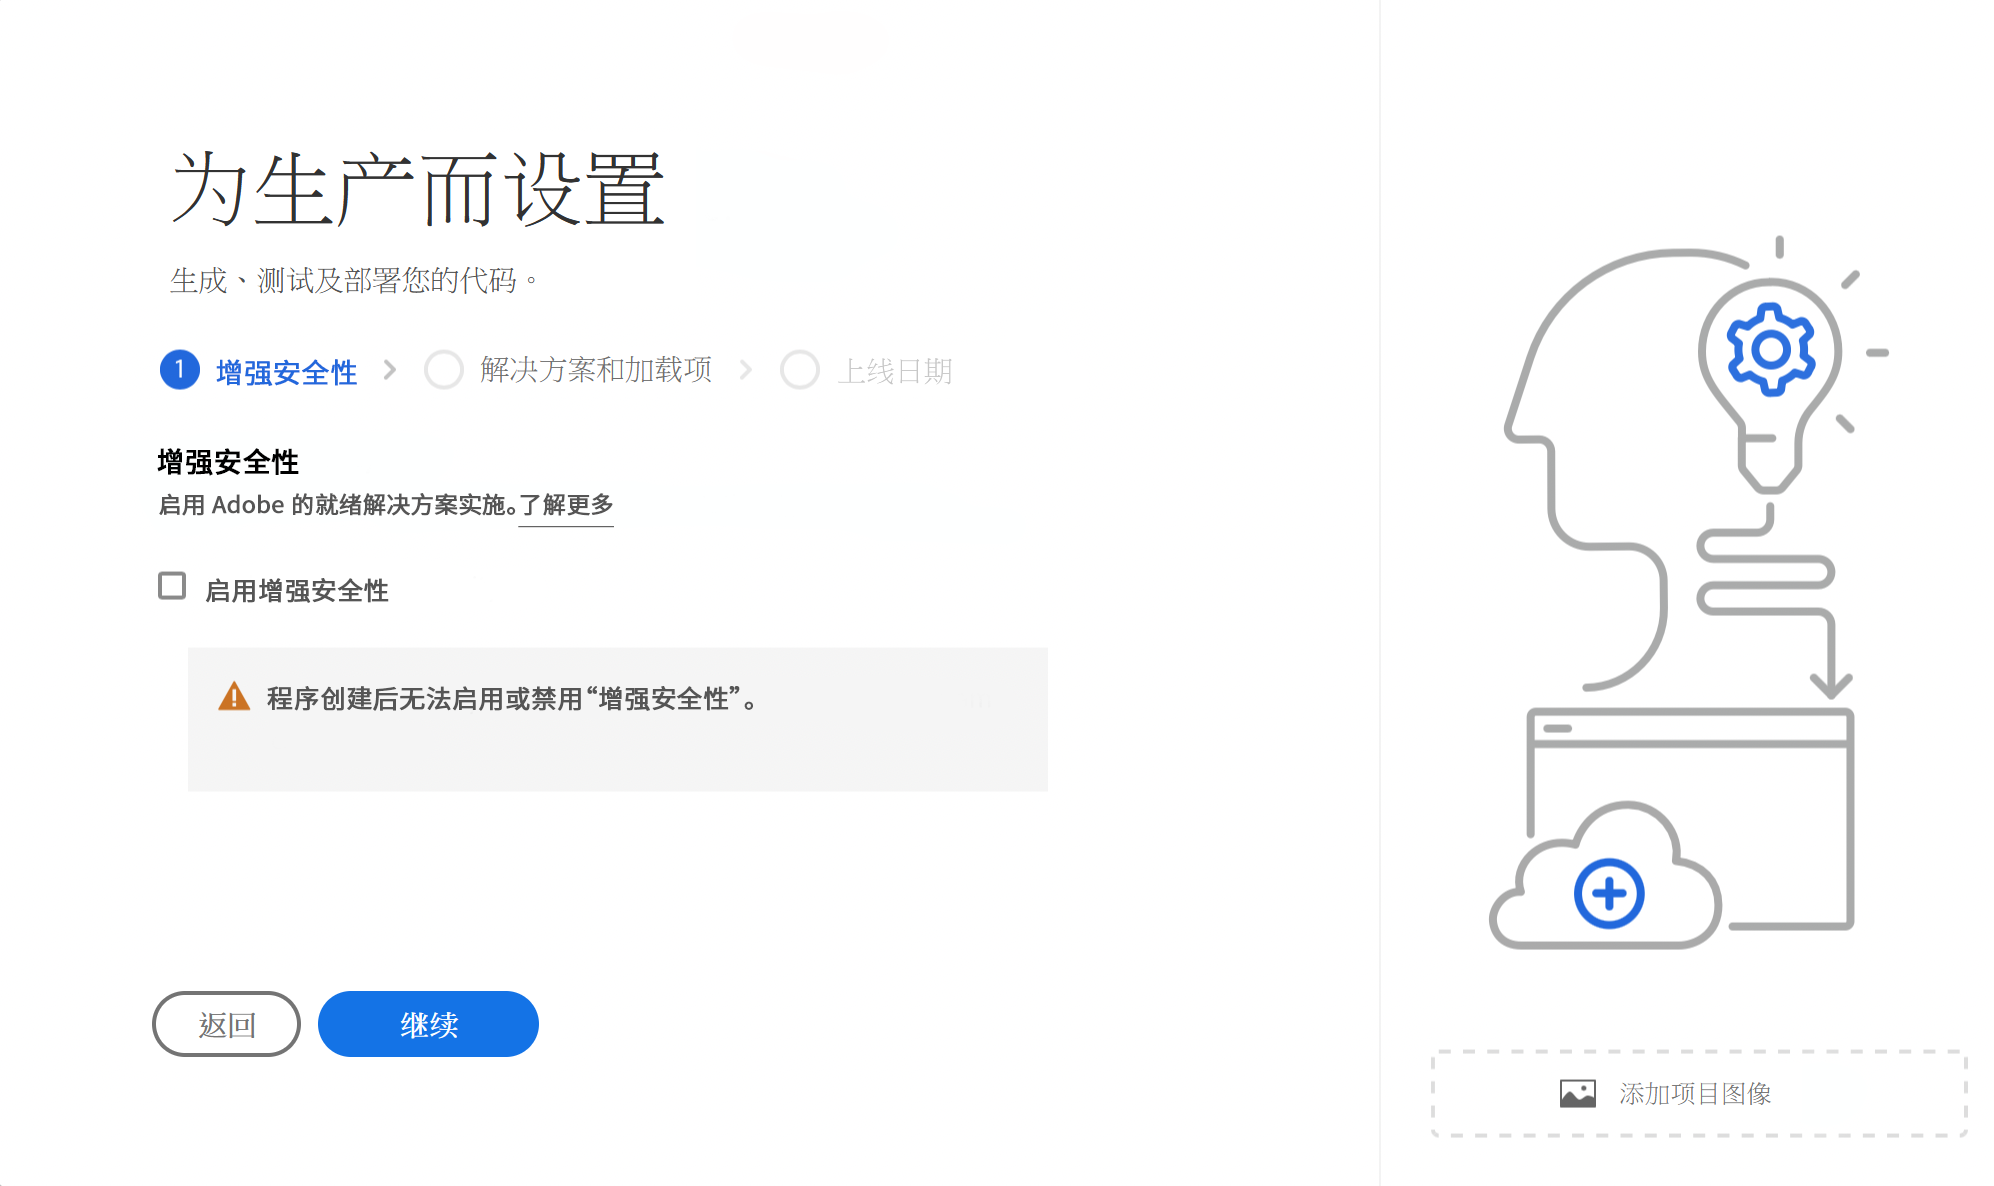 为生产而设置
生成、测试及部署您的代码。
1 增强安全性 > 解决方案和加载项 > 上线日期
增强安全性
启用 Adobe 的就绪解决方案实施。了解更多
启用增强安全性
程序创建后无法启用或禁用“增强安全性”。
返回 继续
添加项目图像